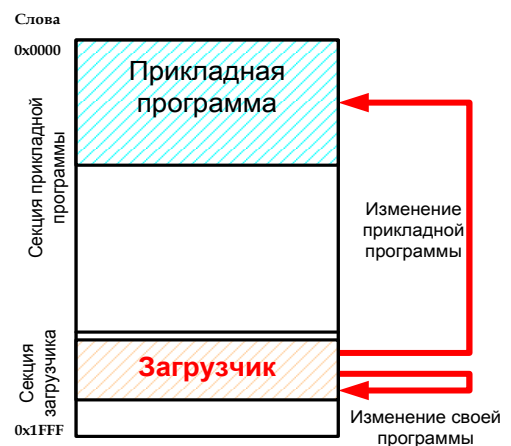 Слова
0x0000
Прикладная
программа
Секция прикладной
программы
Изменение
прикладной
программы
Секция
загрузчика
Загрузчик
0x1FFF
Изменение своей
программы